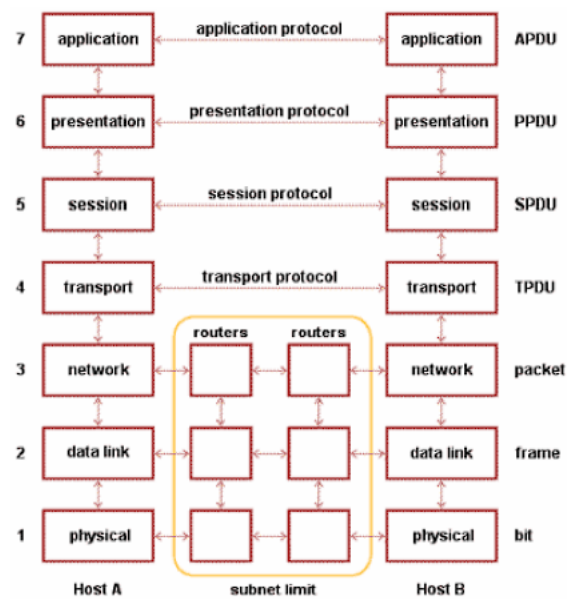 7 application application protocol application APDU
6 presentation presentation protocol presentation PPDU
5 session session protocol session SPDU
4 transport transport protocol transport TPDU
routers routers
3 network network packet
2 data link data link frame
1 physical physical bit
Host A subnet limit Host B